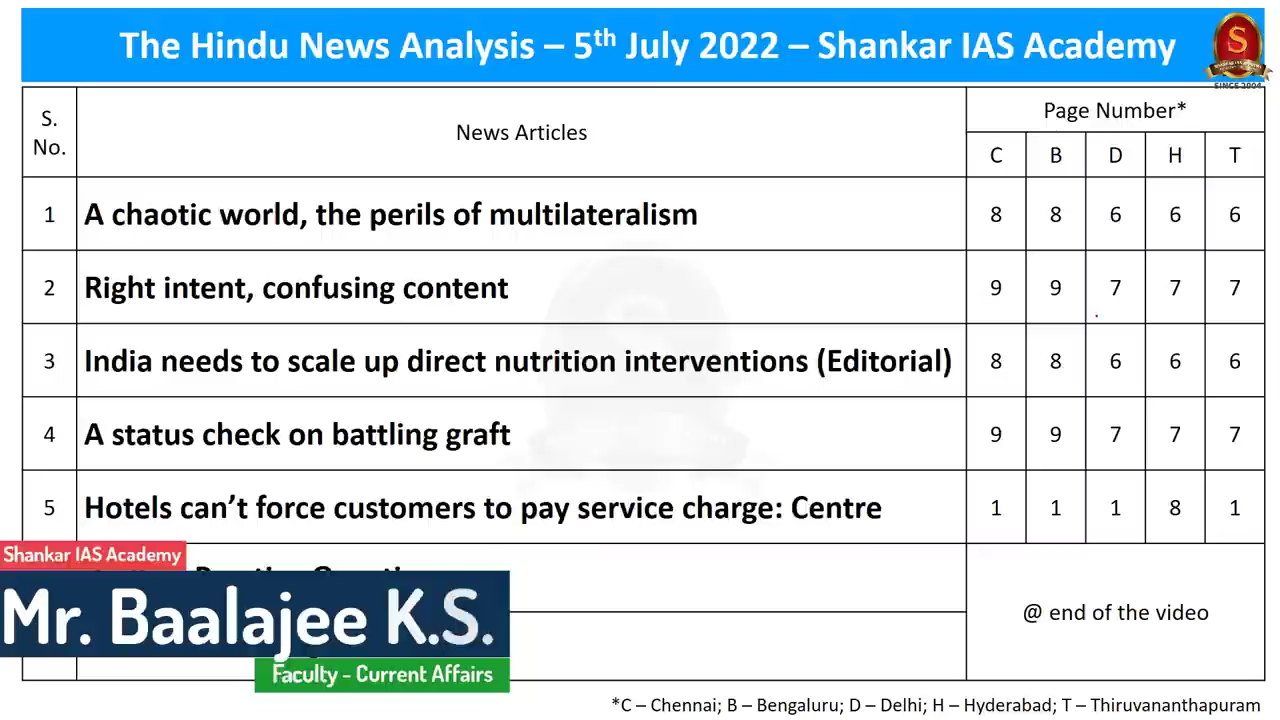 The Hindu News Analysis – 5th July 2022 – Shankar IAS Academy
S
SINCE 2004
S. No.
News Articles
Page Number*
C B D H T
1 A chaotic world, the perils of multilateralism 8 8 6 6 6
2 Right intent, confusing content 9 9 7 7 7
3 India needs to scale up direct nutrition interventions (Editorial) 8 8 6 6 6
4 A status check on battling graft 9 9 7 7 7
5 Hotels can’t force customers to pay service charge: Centre 1 1 1 8 1
Shankar IAS Academy
Mr. Baalajee K.S.
Faculty - Current Affairs
@ end of the video
*C – Chennai; B – Bengaluru; D – Delhi; H – Hyderabad; T – Thiruvananthapuram